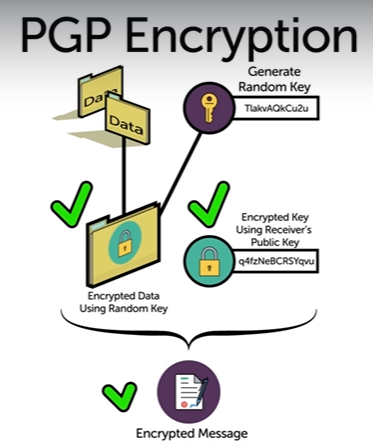 PGP Encryption
Data
Data
Generate
Random Key
TlakvAQkCu2u
Encrypted Key
Using Receiver's
Public Key
q4fzNeBCRSYqvu
Encrypted Data
Using Random Key
Encrypted Message